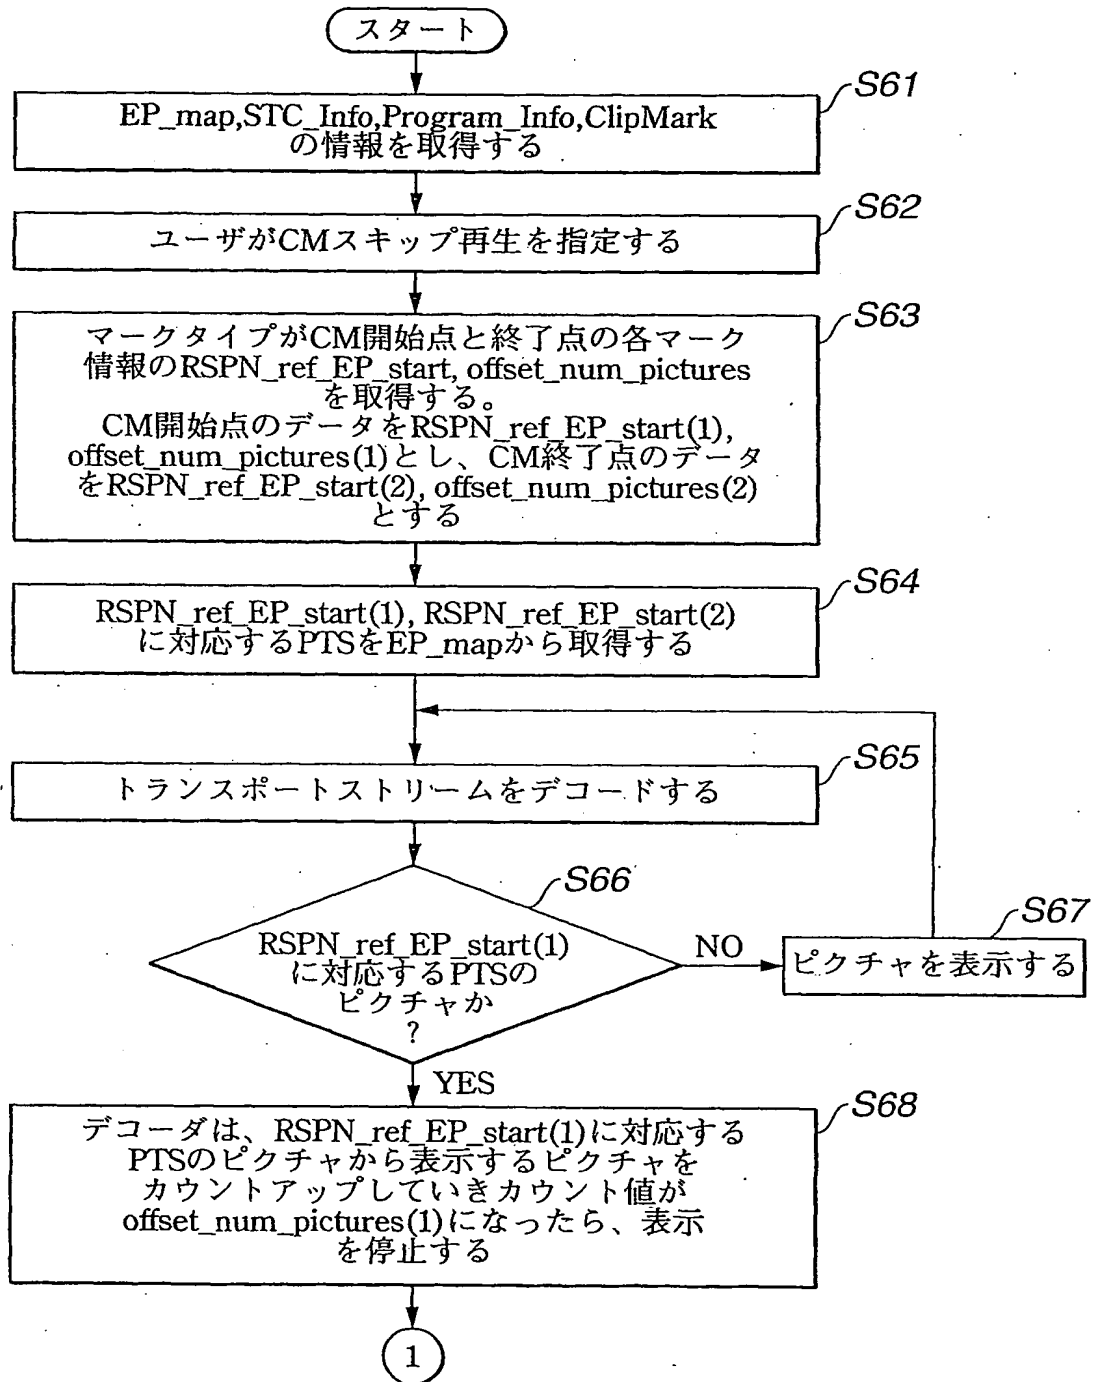 スタート
S61
EP_map,STC_Info,Program_Info,ClipMark
の情報を取得する
S62
ユーザがCMスキップ再生を指定する
S63
マークタイプがCM開始点と終了点の各マーク
情報のRSPN_ref_EP_start, offset_num_pictures
を取得する。
CM開始点のデータをRSPN_ref_EP_start(1),
offset_num_pictures(1)とし、CM終了点のデータ
をRSPN_ref_EP_start(2), offset_num_pictures(2)
とする
S64
RSPN_ref_EP_start(1), RSPN_ref_EP_start(2)
に対応するPTSをEP_mapから取得する
S65
トランスポートストリームをデコードする
S66
RSPN_ref_EP_start(1)
に対応するPTSの
ピクチャか
?
NO
S67
ピクチャを表示する
YES
S68
デコーダは、RSPN_ref_EP_start(1)に対応する
PTSのピクチャから表示するピクチャを
カウントアップしていきカウント値が
offset_num_pictures(1)になったら、表示
を停止する
1